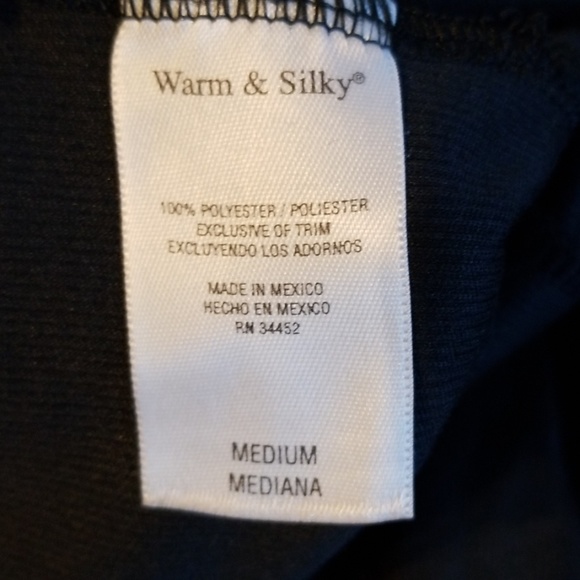 Warm & Silky®
100% POLYESTER / POLIESTER
EXCLUSIVE OF TRIM
EXCLUYENDO LOS ADORNOS
MADE IN MEXICO
HECHO EN MEXICO
RN 34452
MEDIUM
MEDIANA